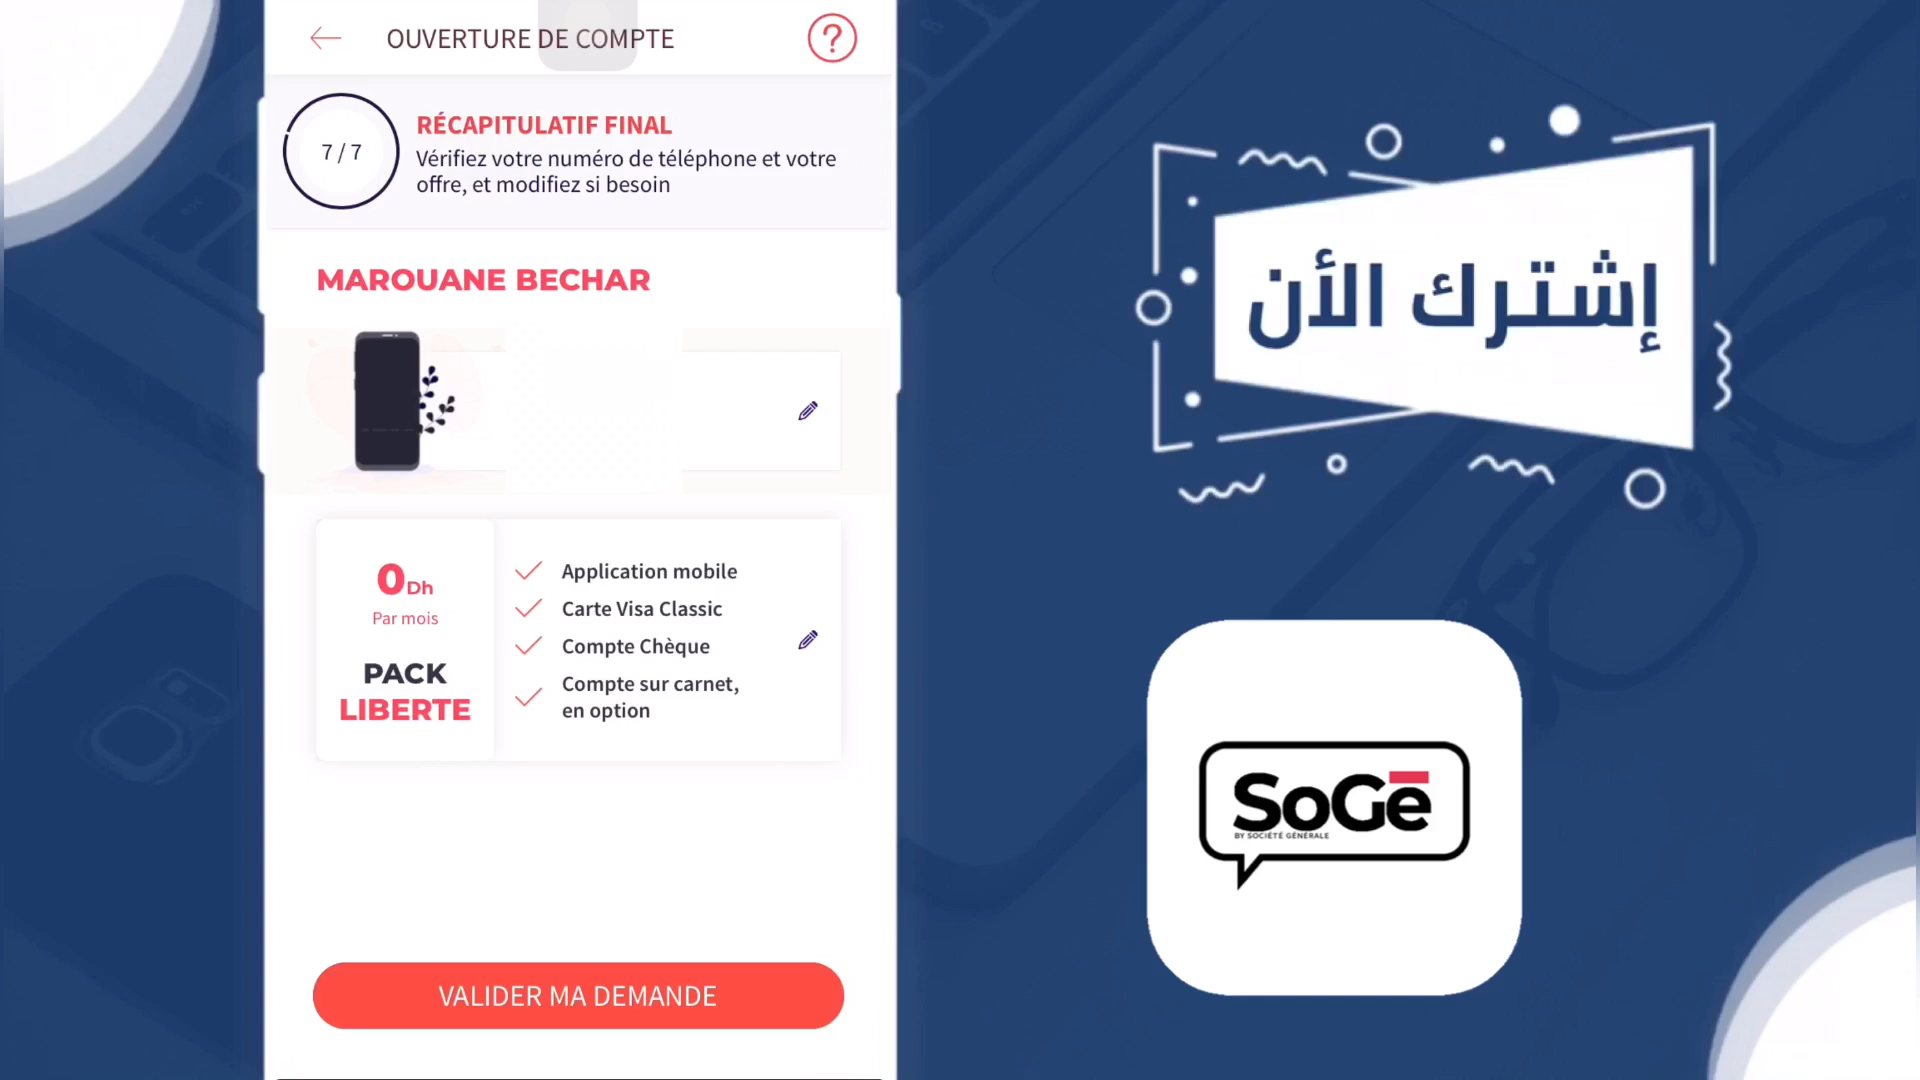 OUVERTURE DE COMPTE
?
7 / 7
RÉCAPITULATIF FINAL
Vérifiez votre numéro de téléphone et votre
offre, et modifiez si besoin
MAROUANE BECHAR
0 Dh
Par mois
PACK
LIBERTE
Application mobile
Carte Visa Classic
Compte Chèque
Compte sur carnet,
en option
VALIDER MA DEMANDE
إشترك الأن
SoGé
BY SOCIÉTÉ GÉNÉRALE